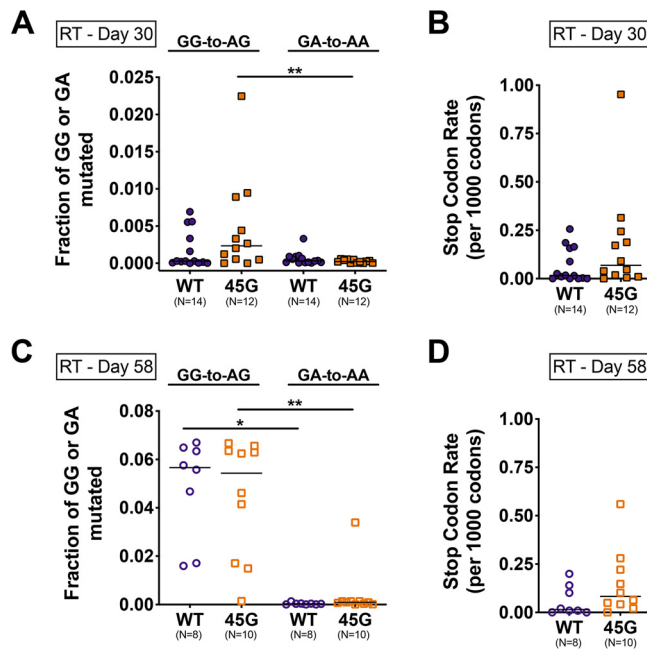 A
RT - Day 30
GG-to-AG
GA-to-AA
**
0.025
0.020
0.015
0.010
0.005
0.000
Fraction of GG or GA
mutated
WT
45G
WT
45G
(N=14)
(N=12)
(N=14)
(N=12)
B
RT - Day 30
1.00
0.75
0.50
0.25
0.00
Stop Codon Rate
(per 1000 codons)
WT
45G
(N=14)
(N=12)
C
RT - Day 58
GG-to-AG
GA-to-AA
**
*
0.08
0.06
0.04
0.02
0.00
Fraction of GG or GA
mutated
WT
45G
WT
45G
(N=8)
(N=10)
(N=8)
(N=10)
D
RT - Day 58
1.00
0.75
0.50
0.25
0.00
Stop Codon Rate
(per 1000 codons)
WT
45G
(N=8)
(N=10)